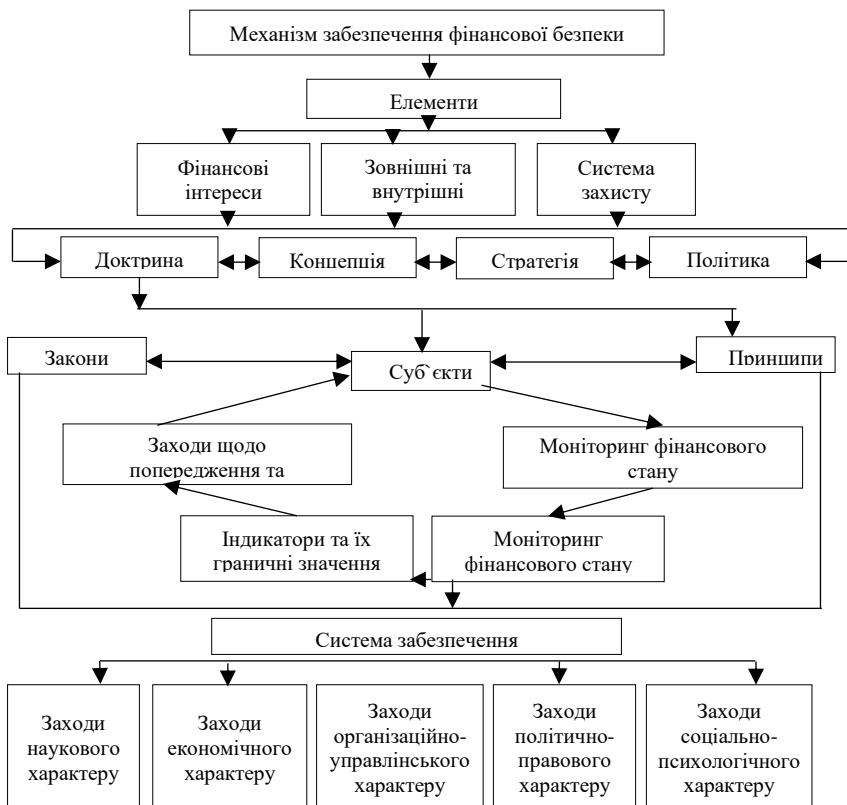 Механізм забезпечення фінансової безпеки
Елементи
Фінансові
інтереси
Зовнішні та
внутрішні
Система
захисту
Доктрина
Концепція
Стратегія
Політика
Закони
Суб`єкти
Принципи
Заходи щодо
попередження та
Моніторинг фінансового
стану
Індикатори та їх
граничні значення
Моніторинг
фінансового стану
Система забезпечення
Заходи
наукового
характеру
Заходи
економічного
характеру
Заходи
організаційно-
управлінського
характеру
Заходи
політично-
правового
характеру
Заходи
соціально-
психологічного
характеру